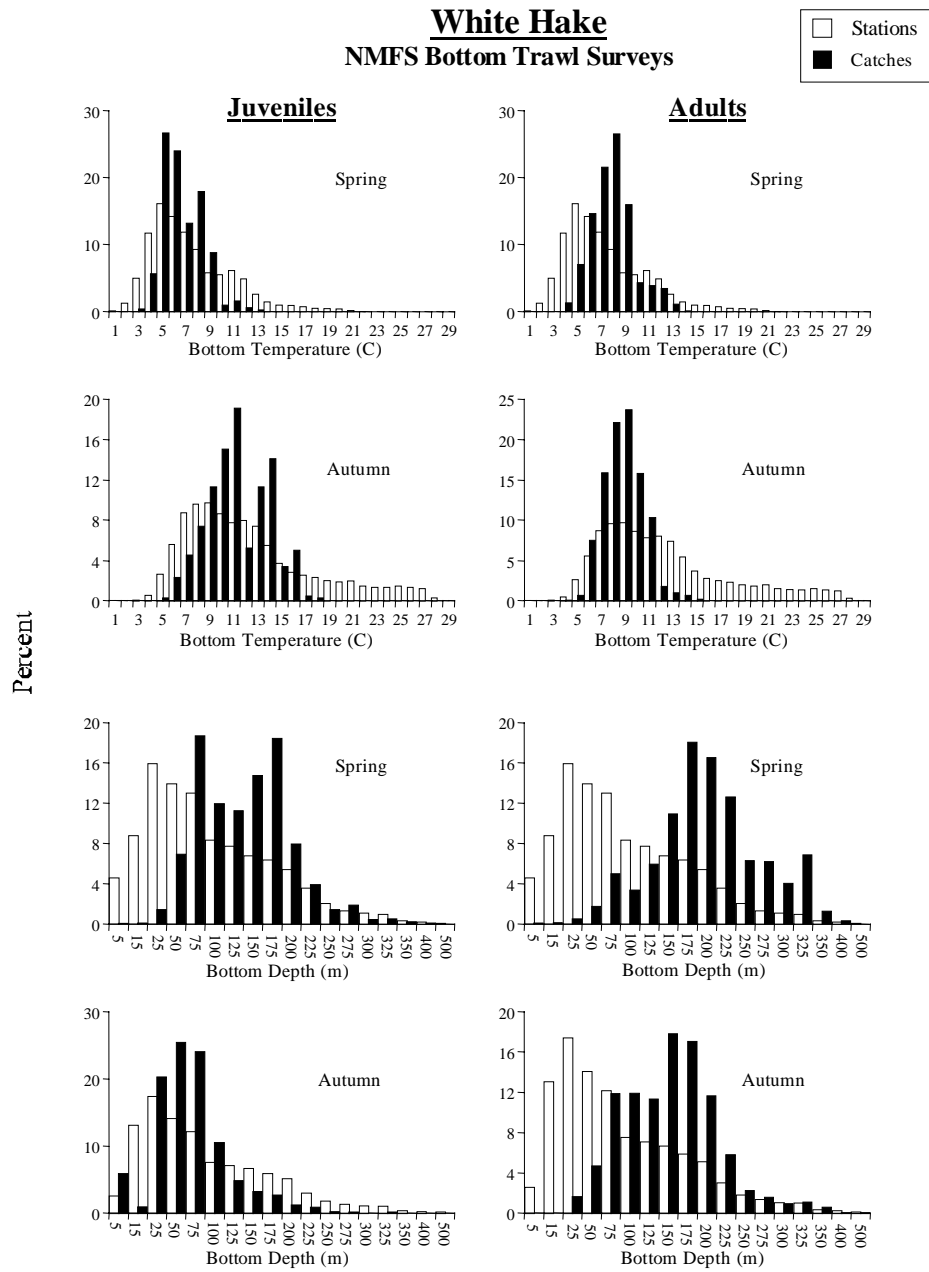 White Hake
NMFS Bottom Trawl Surveys
Stations
Catches
Juveniles
Adults
Percent
30
20
10
0
Spring
1 3 5 7 9 11 13 15 17 19 21 23 25 27 29
Bottom Temperature (C)
30
20
10
0
Spring
1 3 5 7 9 11 13 15 17 19 21 23 25 27 29
Bottom Temperature (C)
20
16
12
8
4
0
Autumn
1 3 5 7 9 11 13 15 17 19 21 23 25 27 29
Bottom Temperature (C)
25
20
15
10
5
0
Autumn
1 3 5 7 9 11 13 15 17 19 21 23 25 27 29
Bottom Temperature (C)
20
16
12
8
4
0
Spring
5 15 25 50 75 100 125 150 175 200 225 250 275 300 325 350 400 500
Bottom Depth (m)
20
16
12
8
4
0
Spring
5 15 25 50 75 100 125 150 175 200 225 250 275 300 325 350 400 500
Bottom Depth (m)
30
20
10
0
Autumn
5 15 25 50 75 100 125 150 175 200 225 250 275 300 325 350 400 500
Bottom Depth (m)
20
16
12
8
4
0
Autumn
5 15 25 50 75 100 125 150 175 200 225 250 275 300 325 350 400 500
Bottom Depth (m)